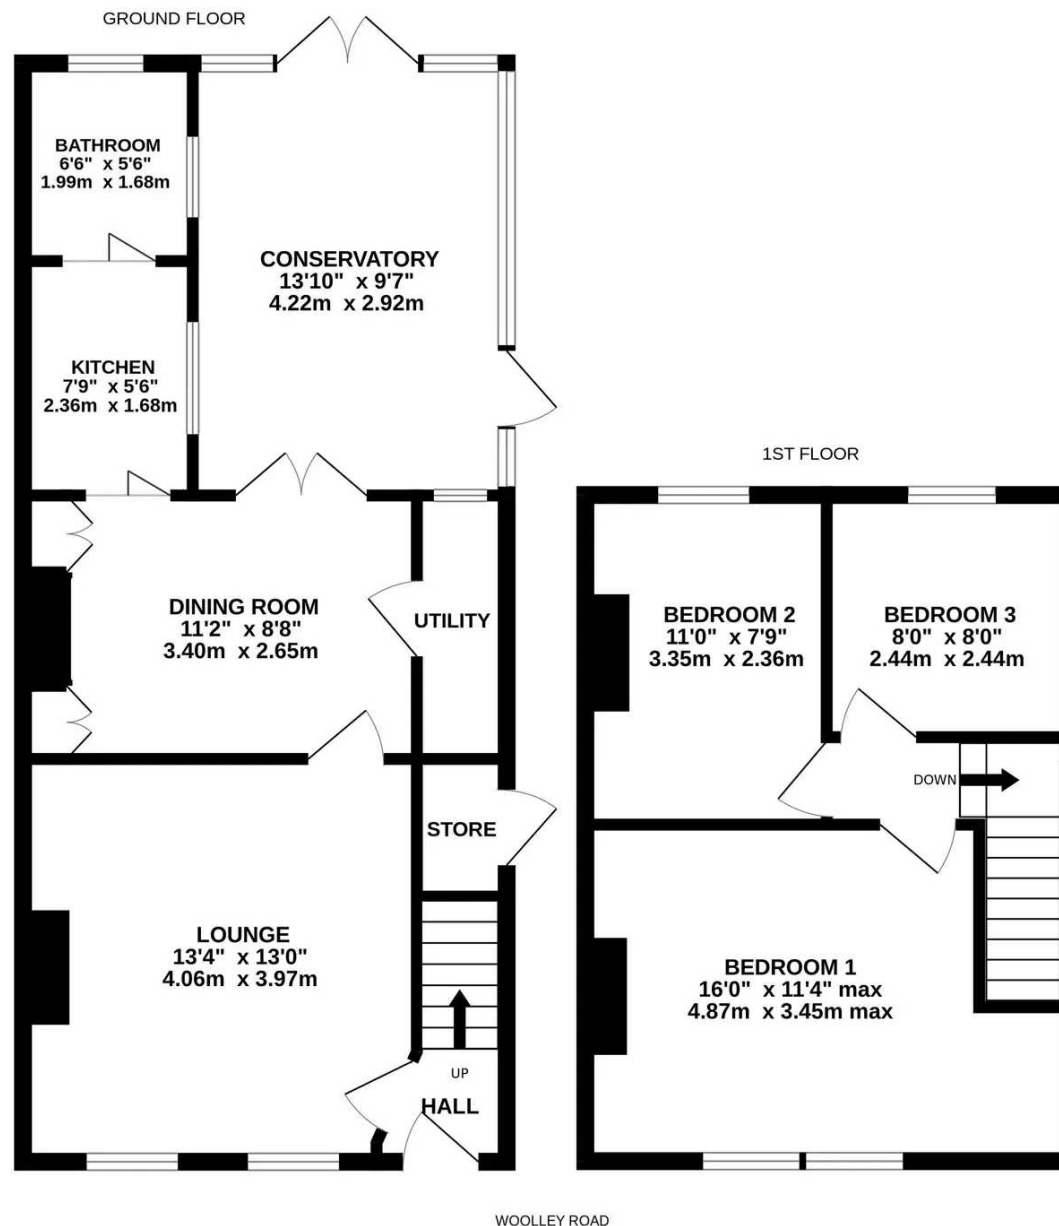 GROUND FLOOR
BATHROOM
6'6" x 5'6"
1.99m x 1.68m
CONSERVATORY
13'10" x 9'7"
4.22m x 2.92m
KITCHEN
7'9" x 5'6"
2.36m x 1.68m
DINING ROOM
11'2" x 8'8"
3.40m x 2.65m
UTILITY
STORE
LOUNGE
13'4" x 13'0"
4.06m x 3.97m
UP
HALL
1ST FLOOR
BEDROOM 2
11'0" x 7'9"
3.35m x 2.36m
BEDROOM 3
8'0" x 8'0"
2.44m x 2.44m
DOWN
BEDROOM 1
16'0" x 11'4" max
4.87m x 3.45m max
WOOLLEY ROAD